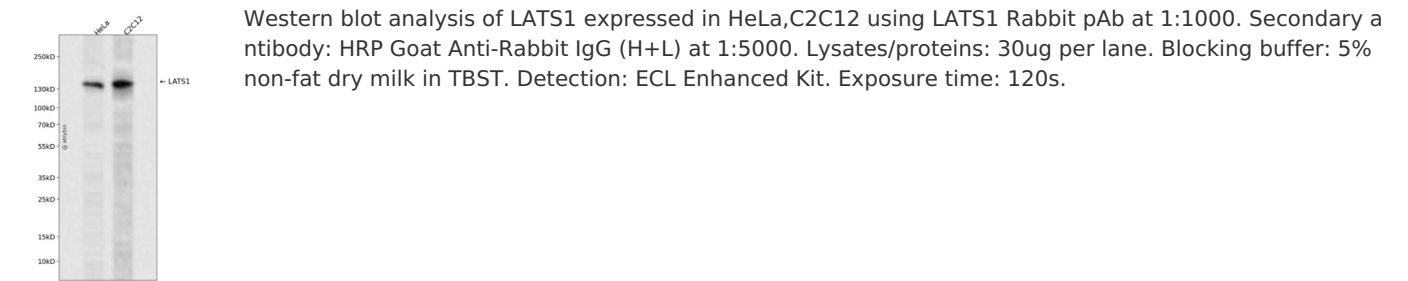 HeLa
C2C12
250kD
130kD
100kD
70kD
55kD
35kD
25kD
15kD
10kD
← LATS1
@ abbybio
Western blot analysis of LATS1 expressed in HeLa,C2C12 using LATS1 Rabbit pAb at 1:1000. Secondary a
ntibody: HRP Goat Anti-Rabbit IgG (H+L) at 1:5000. Lysates/proteins: 30ug per lane. Blocking buffer: 5%
non-fat dry milk in TBST. Detection: ECL Enhanced Kit. Exposure time: 120s.